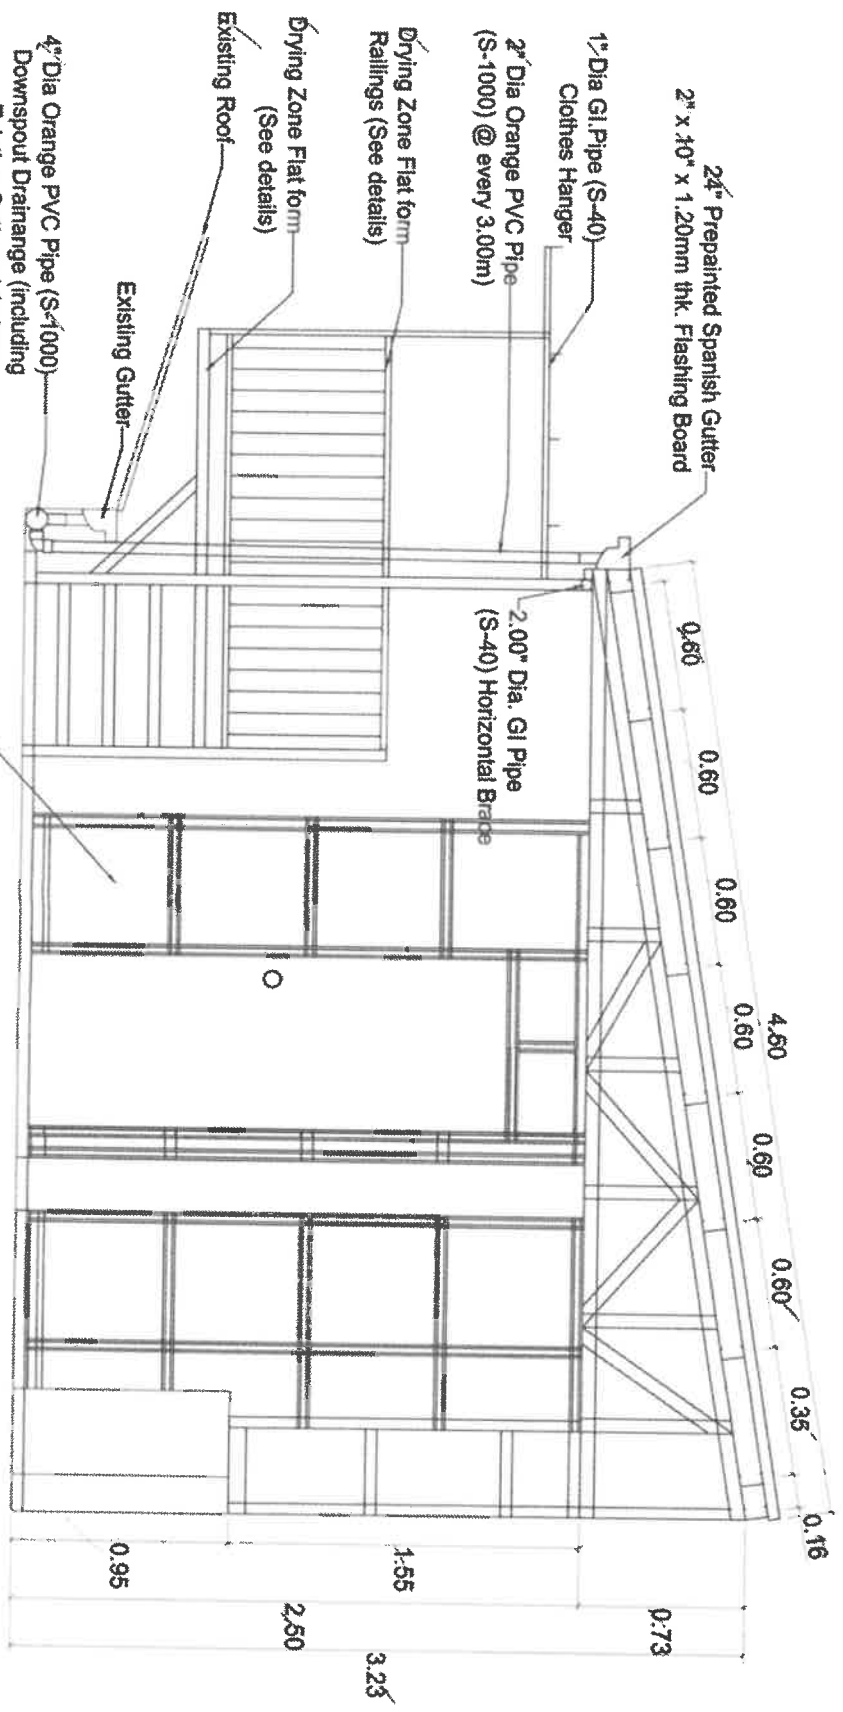 24" Prepainted Spanish Gutter
2" x 10" x 1.20mm thk. Flashing Board
1" Dia GI.Pipe (S-40)
Clothes Hanger
2" Dia Orange PVC Pipe
(S-1000) @ every 3.00m)
Drying Zone Flat form
Railings (See details)
Drying Zone Flat form
(See details)
Existing Roof
Existing Gutter
4" Dia Orange PVC Pipe (S-1000)
Downspout Drainange (including
2.00" Dia. GI Pipe
(S-40) Horizontal Brace
0.60
0.60
0.60
0.60
4.60
0.60
0.60
0.35
0.16
0.73
1.55
0.95
2.50
3.23